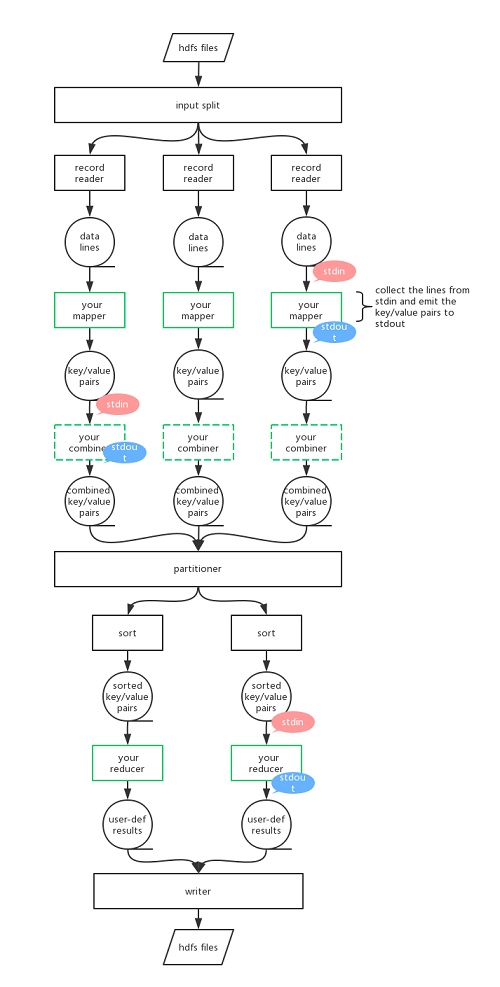 hdfs files
input split
record
reader
record
reader
record
reader
data
lines
data
lines
data
lines
stdin
your
mapper
your
mapper
your
mapper
stdou
t
collect the lines from
stdin and emit the
key/value pairs to
stdout
key/value
pairs
key/value
pairs
key/value
pairs
stdin
your
combine
stdou
t
your
combiner
your
combiner
combined
key/value
pairs
combined
key/value
pairs
combined
key/value
pairs
partitioner
sort
sort
sorted
key/value
pairs
sorted
key/value
pairs
stdin
your
reducer
your
reducer
stdou
t
user-def
results
user-def
results
writer
hdfs files